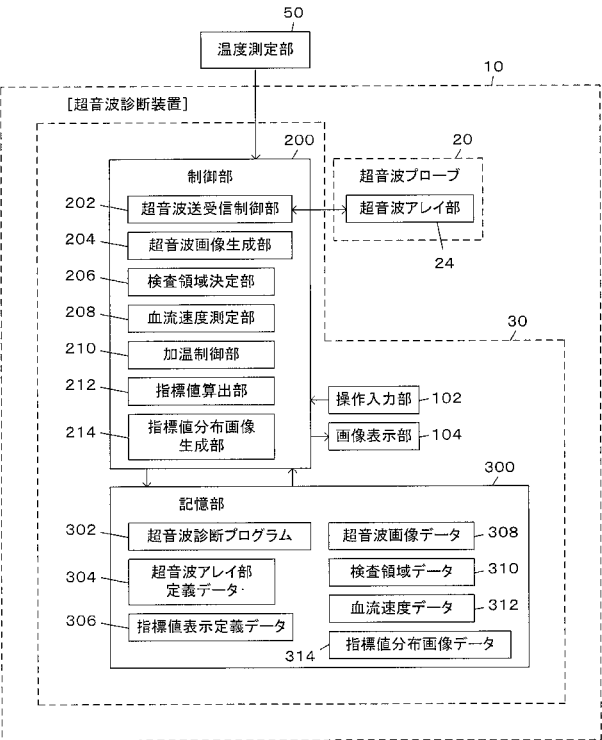 50
温度測定部
10
[超音波診断装置]
200
制御部
202
超音波送受信制御部
204
超音波画像生成部
206
検査領域決定部
208
血流速度測定部
210
加温制御部
212
指標値算出部
214
指標値分布画像
生成部
20
超音波プローブ
超音波アレイ部
24
30
操作入力部
102
画像表示部
104
300
記憶部
302
超音波診断プログラム
304
超音波アレイ部
定義データ
306
指標値表示定義データ
超音波画像データ
308
検査領域データ
310
血流速度データ
312
314
指標値分布画像データ